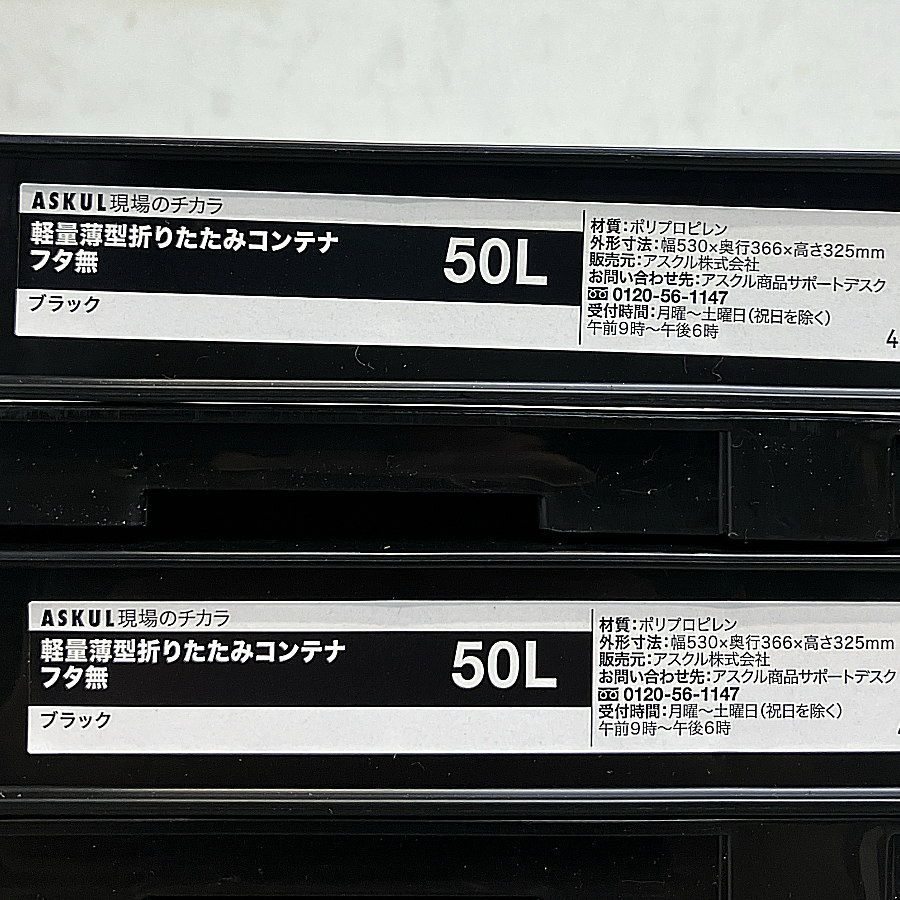 ASKUL現場のチカラ
軽量薄型折りたたみコンテナ
フタ無
50L
ブラック
材質：ポリプロピレン
外形寸法：幅530×奥行366×高さ325mm
販売元：アスクル株式会社
お問い合わせ先：アスクル商品サポートデスク
0120-56-1147
受付時間：月曜〜土曜日（祝日を除く）
午前9時〜午後6時
4
ASKUL現場のチカラ
軽量薄型折りたたみコンテナ
フタ無
50L
ブラック
材質：ポリプロピレン
外形寸法：幅530×奥行366×高さ325mm
販売元：アスクル株式会社
お問い合わせ先：アスクル商品サポートデスク
0120-56-1147
受付時間：月曜〜土曜日（祝日を除く）
午前9時〜午後6時